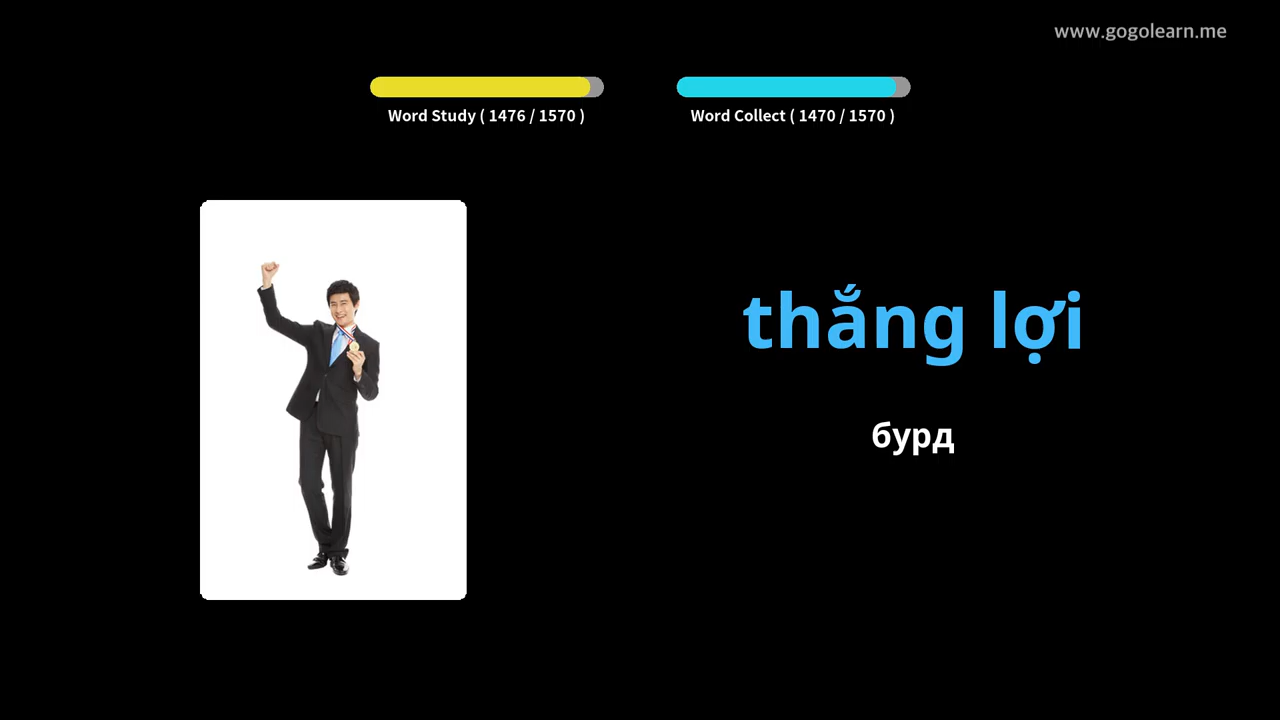 www.gogolearn.me
Word Study ( 1476 / 1570 )
Word Collect ( 1470 / 1570 )
thắng lợi
бурд